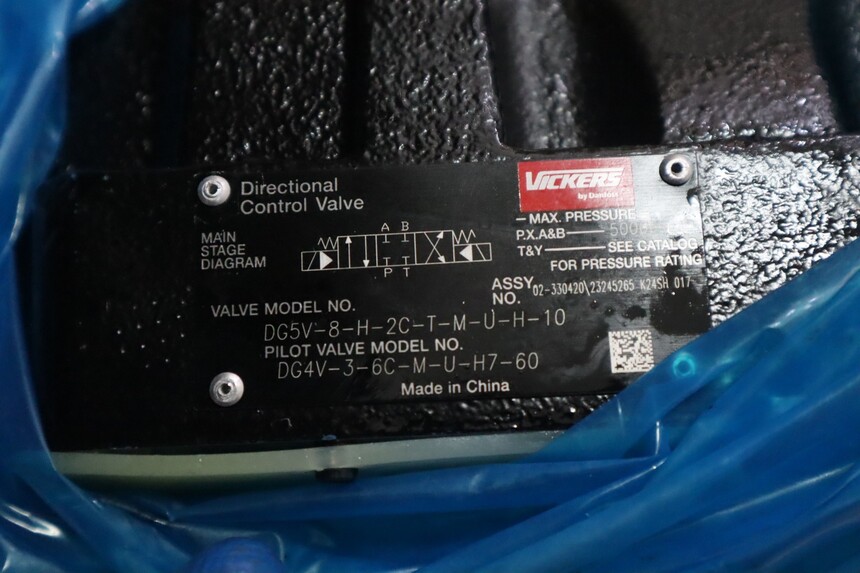 Directional
Control Valve
VICKERS
by Danfoss
MAIN
STAGE
DIAGRAM
A B
P T
MAX. PRESSURE
P.X.A&B
T&Y SEE CATALOG
FOR PRESSURE RATING
ASSY
NO. 02-330420\23245265 K24SH 017
VALVE MODEL NO.
DG5V-8-H-2C-T-M-U-H-10
PILOT VALVE MODEL NO.
DG4V-3-6C-M-U-H7-60
Made in China